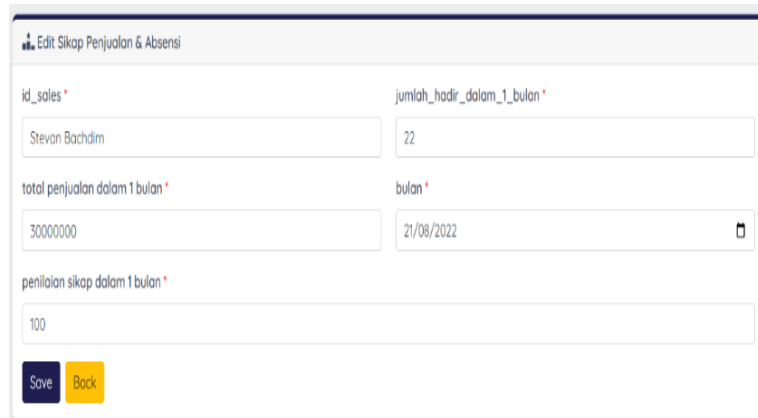 Edit Sikap Penjualan & Absensi
id_sales * jumlah_hadir_dalam_1_bulan *
Stevan Bachdim 22
total penjualan dalam 1 bulan * bulan *
30000000 21/08/2022
penilaian sikap dalam 1 bulan *
100
Save Back